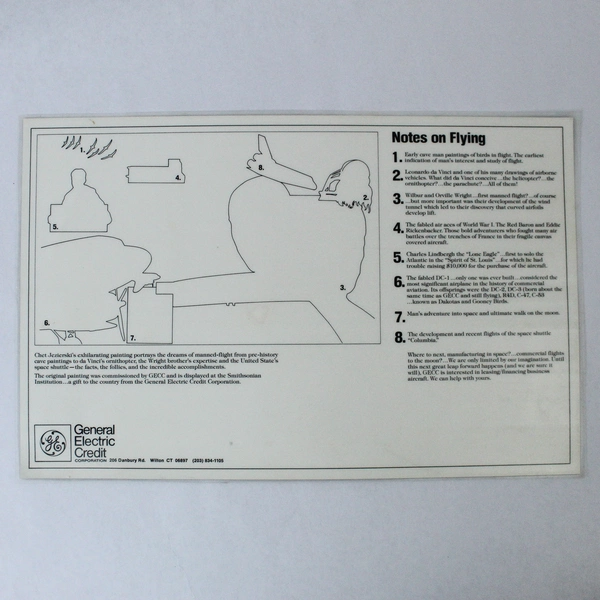 Notes on Flying
1. Early cave man paintings of birds in flight. The earliest
indication of man's interest and study of flight.
2. Leonardo da Vinci and one of his many drawings of airborne
vehicles. What did da Vinci conceive ...the helicopter?...the
ornithopter?...the parachute?...All of them!
3. Wilbur and Orville Wright...first manned flight?...of course
...but more important was their development of the wind
tunnel which led to their discovery that curved airfoils
develop lift.
4. The fabled air aces of World War I. The Red Baron and Eddie
Rickenbacker. Those bold adventurers who fought many air
battles over the trenches of France in their fragile canvas
covered aircraft.
5. Charles Lindbergh the "Lone Eagle"...first to solo the
Atlantic in the "Spirit of St. Louis"...for which he had
trouble raising $10,000 for the purchase of the aircraft.
6. The fabled DC-1...only one was ever built...considered the
most significant airplane in the history of commercial
aviation. Its offsprings were the DC-2, DC-3 (born about the
same time as GECC and still flying), R4D, C-47, C-53
...known as Dakotas and Gooney Birds.
7. Man's adventure into space and ultimate walk on the moon.
8. The development and recent flights of the space shuttle
"Columbia."
Where to next, manufacturing in space?...commercial flights
to the moon?...We are only limited by our imagination. Until
this next great leap forward happens (and we are sure it
will), GECC is interested in leasing/financing business
aircraft. We can help with yours.
1.
4.
8.
2.
5.
3.
6.
7.
Chet Jezierski's exhilarating painting portrays the dreams of manned-flight from pre-history
cave paintings to da Vinci's ornithopter, the Wright brother's expertise and the United State's
space shuttle—the facts, the follies, and the incredible accomplishments.
The original painting was commissioned by GECC and is displayed at the Smithsonian
Institution...a gift to the country from the General Electric Credit Corporation.
GE
General
Electric
Credit
CORPORATION 206 Danbury Rd. Wilton CT 06897 (203) 834-1105